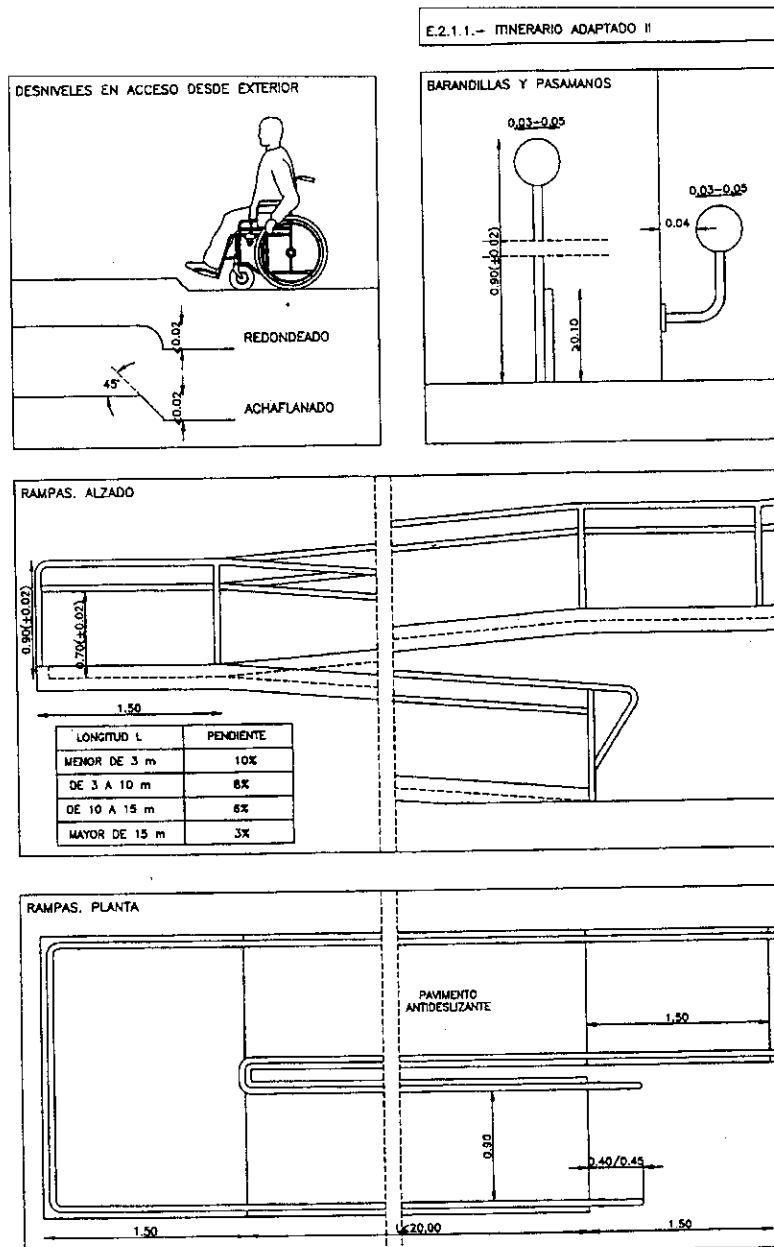 E.2.1.1.- ITINERARIO ADAPTADO II
DESNIVELES EN ACCESO DESDE EXTERIOR
<0.02
REDONDEADO
45°
<0.02
ACHAFLANADO
BARANDILLAS Y PASAMANOS
0.03-0.05
0.03-0.05
0.04
0.90(±0.02)
≥0.10
RAMPAS. ALZADO
0.90(±0.02)
0.70(±0.02)
1.50
LONGITUD L PENDIENTE
MENOR DE 3 m 10%
DE 3 A 10 m 8%
DE 10 A 15 m 6%
MAYOR DE 15 m 3%
RAMPAS. PLANTA
PAVIMENTO
ANTIDESLIZANTE
1.50
0.90
0.40/0.45
1.50 L<20,00 1.50